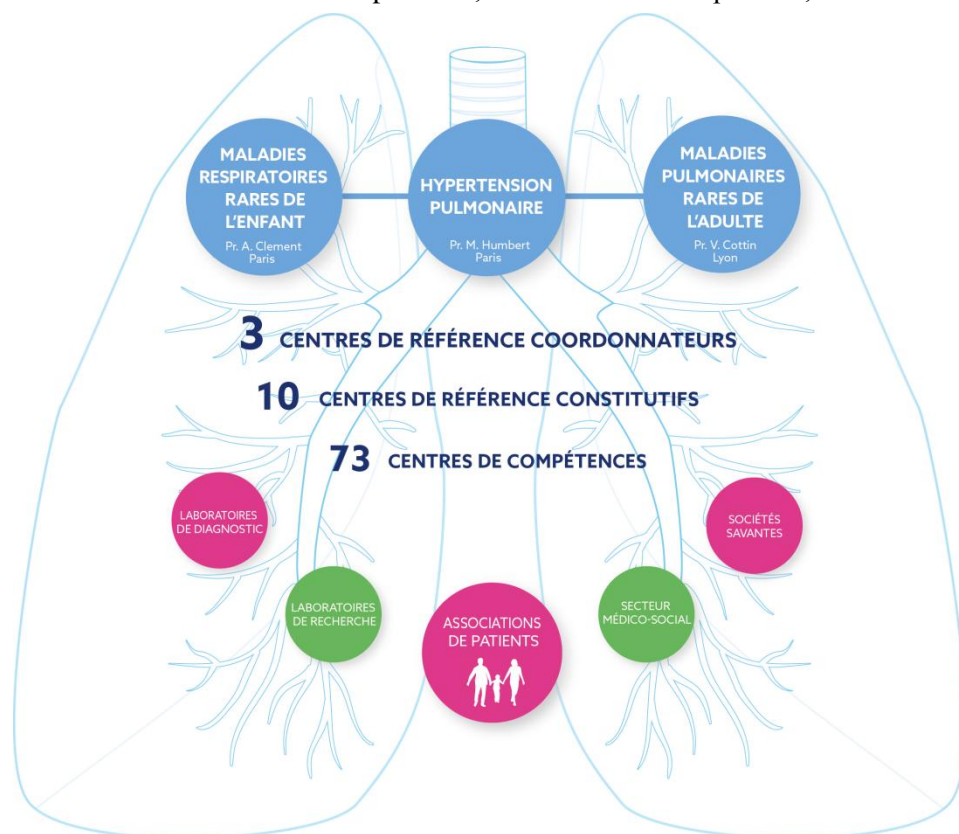 MALADIES
RESPIRATOIRES
RARES DE
L'ENFANT
Pr. A. Clement
Paris
HYPERTENSION
PULMONAIRE
Pr. M. Humbert
Paris
MALADIES
PULMONAIRES
RARES DE
L'ADULTE
Pr. V. Cottin
Lyon
3 CENTRES DE RÉFÉRENCE COORDONNATEURS
10 CENTRES DE RÉFÉRENCE CONSTITUTIFS
73 CENTRES DE COMPÉTENCES
LABORATOIRES
DE DIAGNOSTIC
SOCIÉTÉS
SAVANTES
LABORATOIRES
DE RECHERCHE
ASSOCIATIONS
DE PATIENTS
SECTEUR
MÉDICO-SOCIAL